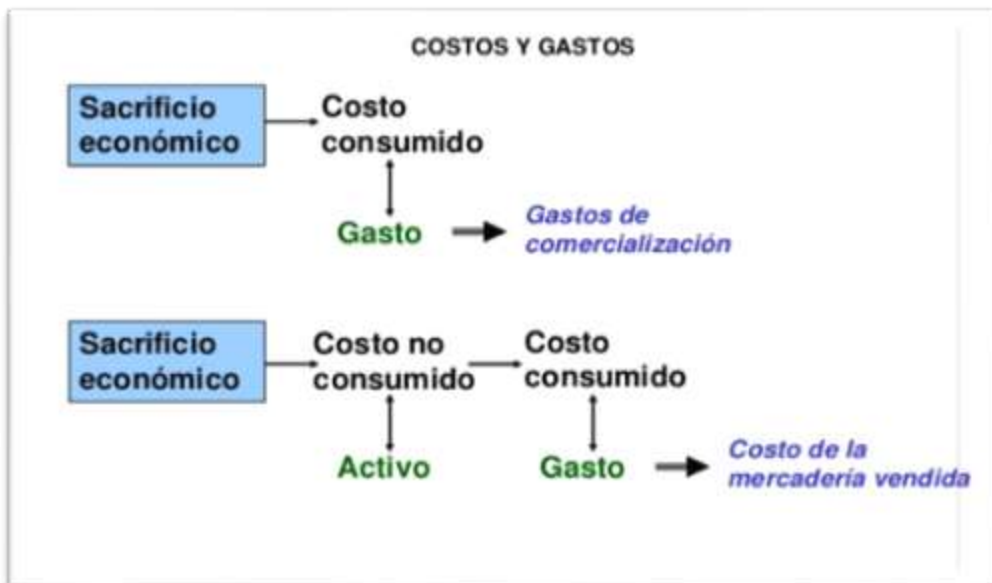 COSTOS Y GASTOS
Sacrificio
económico
Costo
consumido
Gasto
Gastos de
comercialización
Sacrificio
económico
Costo no
consumido
Costo
consumido
Activo
Gasto
Costo de la
mercadería vendida